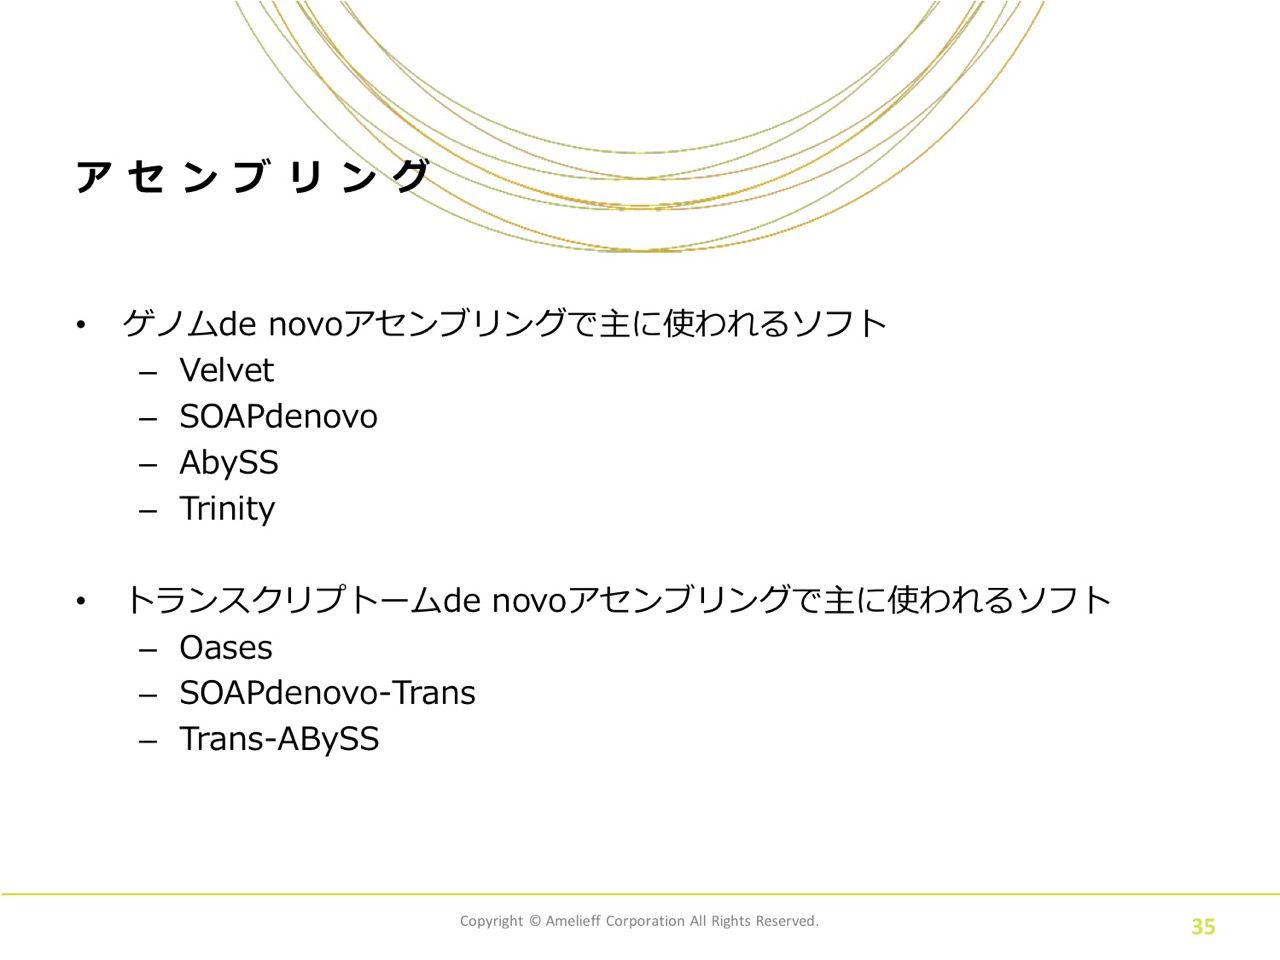 アセンブリング
• ゲノムde novoアセンブリングで主に使われるソフト
– Velvet
– SOAPdenovo
– AbySS
– Trinity
• トランスクリプトームde novoアセンブリングで主に使われるソフト
– Oases
– SOAPdenovo-Trans
– Trans-ABySS
Copyright © Amelieff Corporation All Rights Reserved.
35